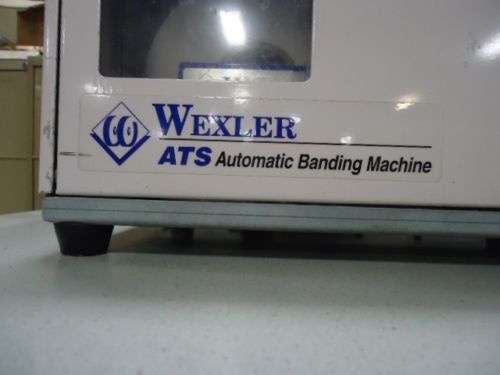 WEXLER
ATS Automatic Banding Machine